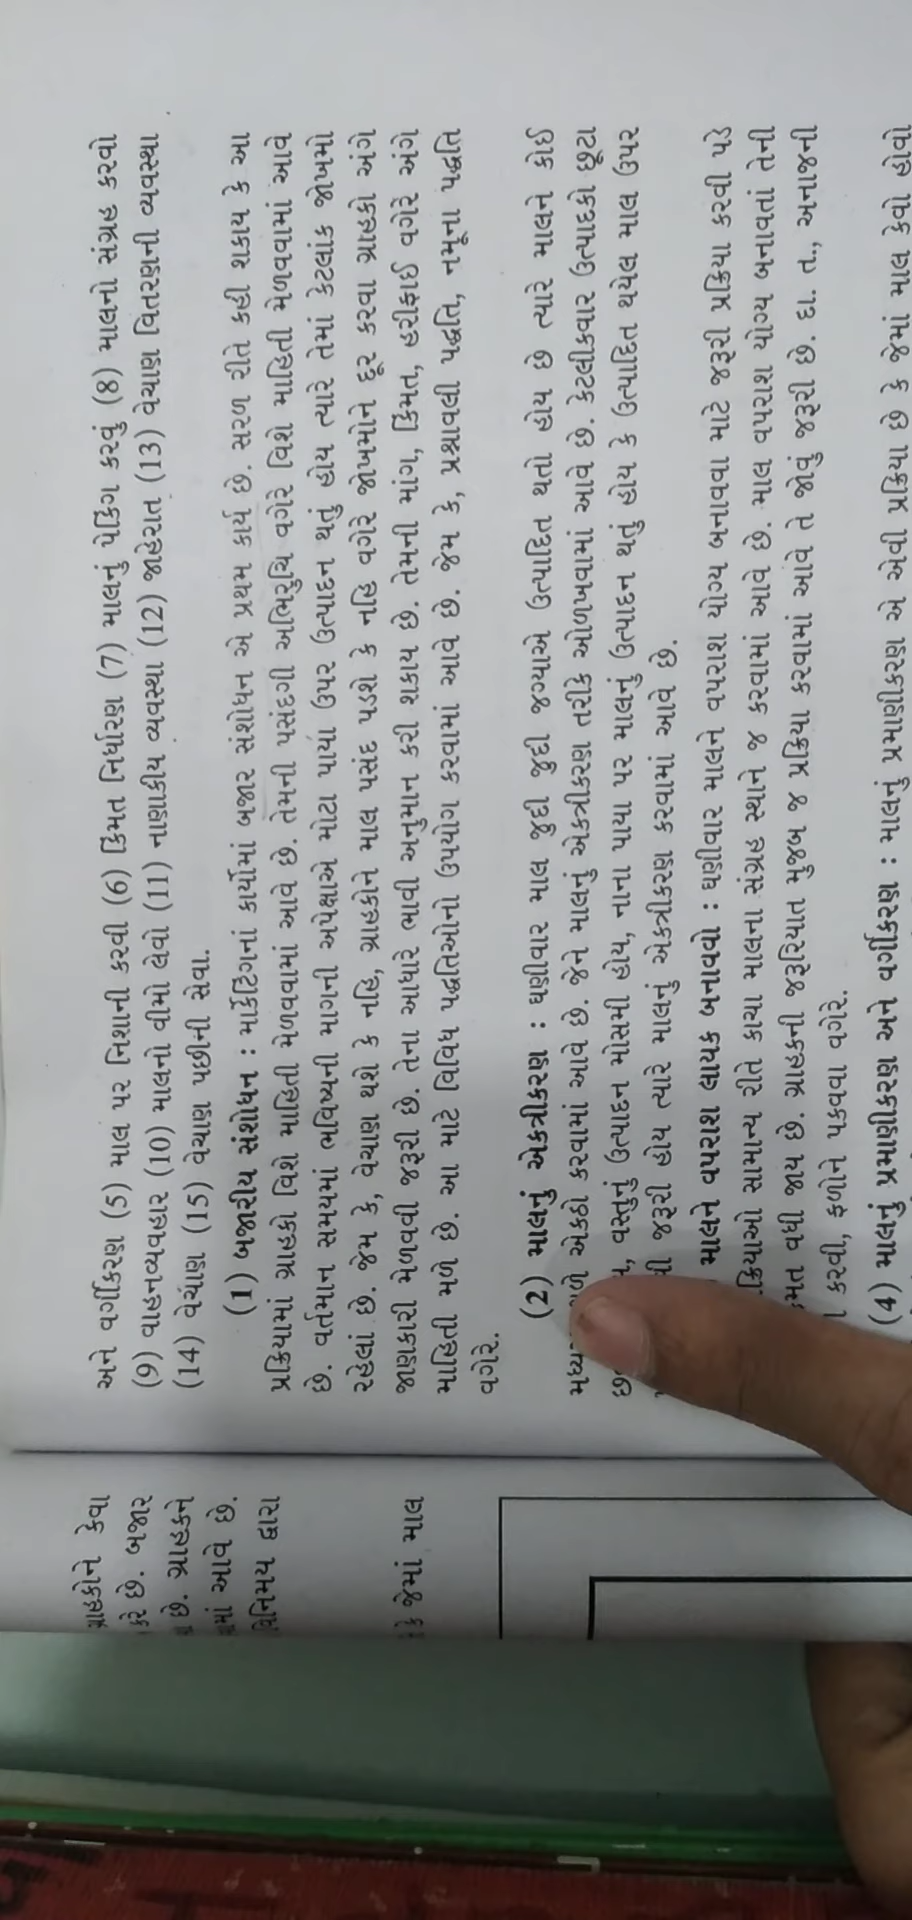 અને વર્ગીકરણ (5) માલ પર નિશાની કરવી (6) કિંમત નિર્ધારણ (7) માલનું પેકિંગ કરવું (8) માલનો સંગ્રહ કરવો
(9) વાહનવ્યવહાર (10) માલનો વીમો લેવો (11) નાણાકીય વ્યવસ્થા (12) જાહેરાત (13) વેચાણ વિતરણની વ્યવસ્થા
(14) વેચાણ (15) વેચાણ પછીની સેવા.
(1) બજારીય સંશોધન : માર્કેટિંગનાં કાર્યોમાં બજાર સંશોધન એ પ્રથમ કાર્ય છે. સરળ રીતે કહી શકાય કે આ
પ્રક્રિયામાં ગ્રાહકો વિશે માહિતી મેળવવામાં આવે છે. તેમની પસંદગી અભિરુચિ વગેરે વિશે માહિતી મેળવવામાં આવે
છે. વર્તમાન સમયમાં ભવિષ્યની માગની અપેક્ષાએ મોટા પાયા ઉપર ઉત્પાદન થતું હોય ત્યારે તેમાં કેટલાંક જોખમો
રહેલાં છે. જેમ કે, વેચાણ થશે કે નહિ, ગ્રાહકોને માલ પસંદ પડશે કે નહિ વગેરે જોખમોને દૂર કરવા ગ્રાહકો અંગે
જાણકારી મેળવવી જરૂરી છે. તેના આધારે ભાવી અનુમાન કરી શકાય છે. તેમની માંગ, કિંમત, હરીફાઈ વગેરે અંગે
માહિતી મળે છે. આ માટે વિવિધ પદ્ધતિઓનો ઉપયોગ કરવામાં આવે છે. જેમ કે, પ્રશ્નાવલી પદ્ધતિ, નમૂના પદ્ધતિ
વગેરે.
(2) માલનું એકત્રીકરણ : ઘણીવાર માલ જુદી જુદી જગ્યાએ ઉત્પાદિત થતો હોય છે ત્યારે માલને કોઈ
એકઠો કરવામાં આવે છે. જેને માલનું એકત્રીકરણ તરીકે ઓળખવામાં આવે છે. કેટલીકવાર ઉત્પાદકો છૂટા
વસ્તુનું ઉત્પાદન મોસમી હોય, નાના પાયા પર માલનું ઉત્પાદન થતું હોય કે ઉત્પાદિત થયેલ માલ ઉપર
જરૂરી હોય ત્યારે માલનું એકત્રીકરણ કરવામાં આવે છે.
માલને વપરાશ લાયક બનાવવો : ઘણીવાર માલને વપરાશ યોગ્ય બનાવવા માટે જરૂરી પ્રક્રિયા કરવી પડે
સામાન્ય રીતે કાચા માલના સંગ્રહ સ્થાને જ કરવામાં આવે છે. માલ વપરાશ યોગ્ય બનાવતાં તેની
વધી જાય છે. ગ્રાહકની જરૂરિયાત મુજબ જ પ્રક્રિયા કરવામાં આવે તે જોવું જરૂરી છે. દા. ત., અનાજની
કરવી, ફળોને પકવવા વગેરે.
(4) માલનું પ્રમાણીકરણ અને વર્ગીકરણ : માલનું પ્રમાણીકરણ એ એવી પ્રક્રિયા છે કે જેમાં માલ કેવો હોવો
ગ્રાહકોને કેવા
કરે છે. બજાર
છે. ગ્રાહકને
આવે છે.
દ્વારા
કે જેમાં માલ